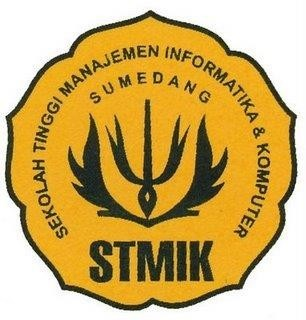 SEKOLAH TINGGI MANAJEMEN INFORMATIKA & KOMPUTER
SUMEDANG
STMIK